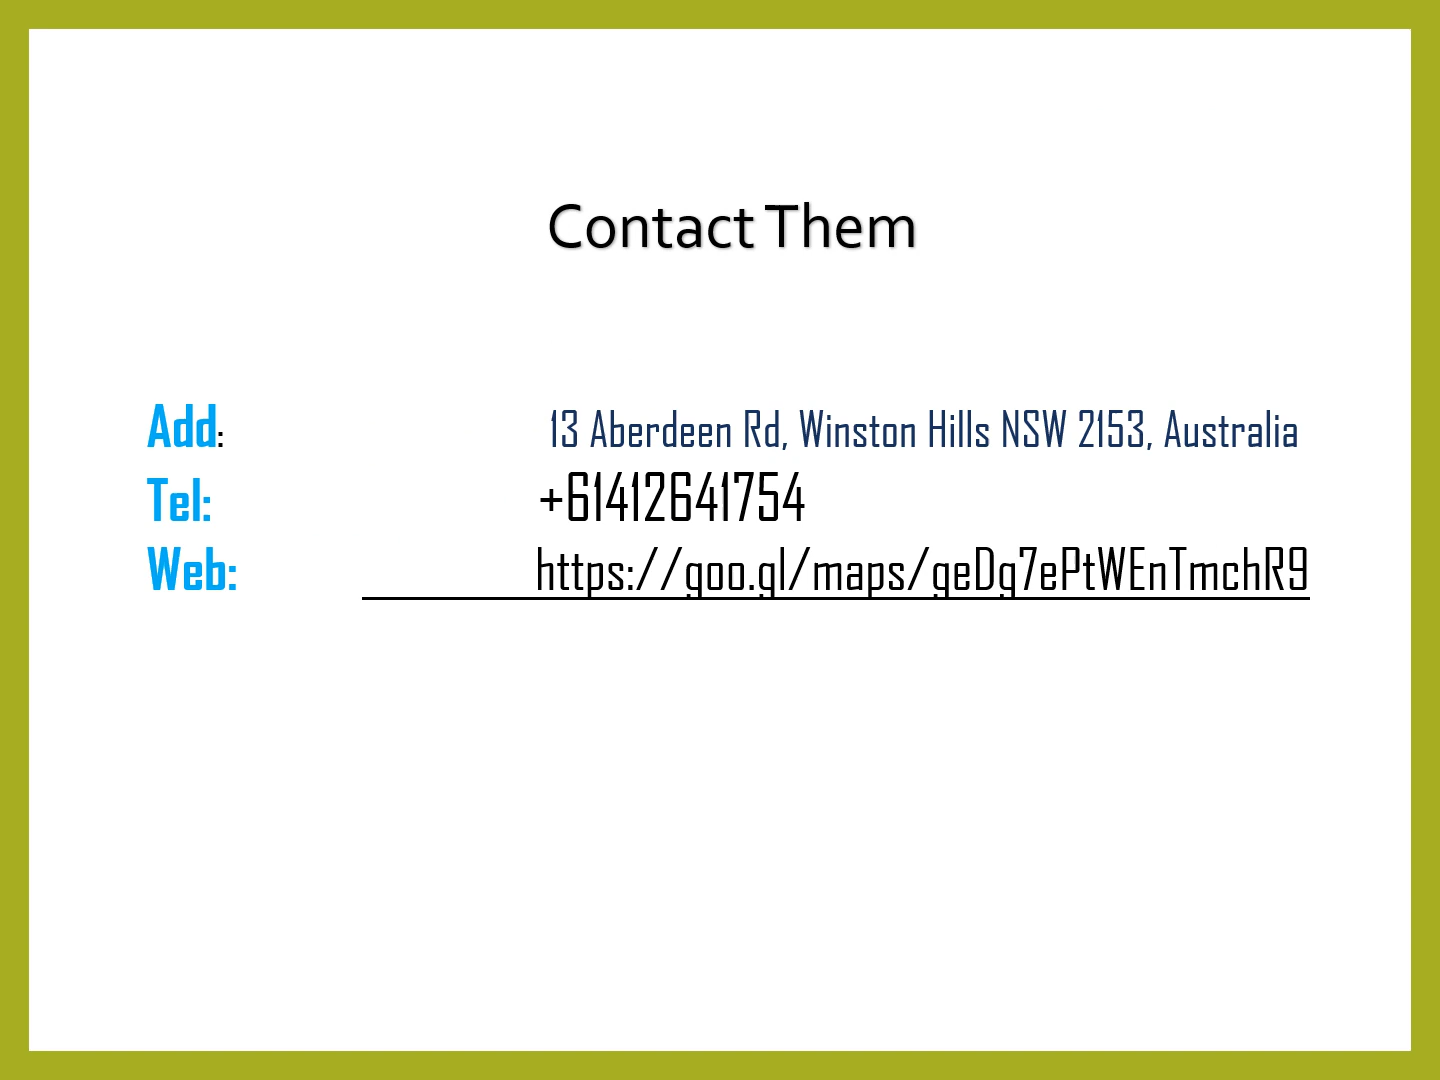 Contact Them
Add: 13 Aberdeen Rd, Winston Hills NSW 2153, Australia
Tel: +61412641754
Web: https://goo.gl/maps/geDg7ePtWEnTmchR9